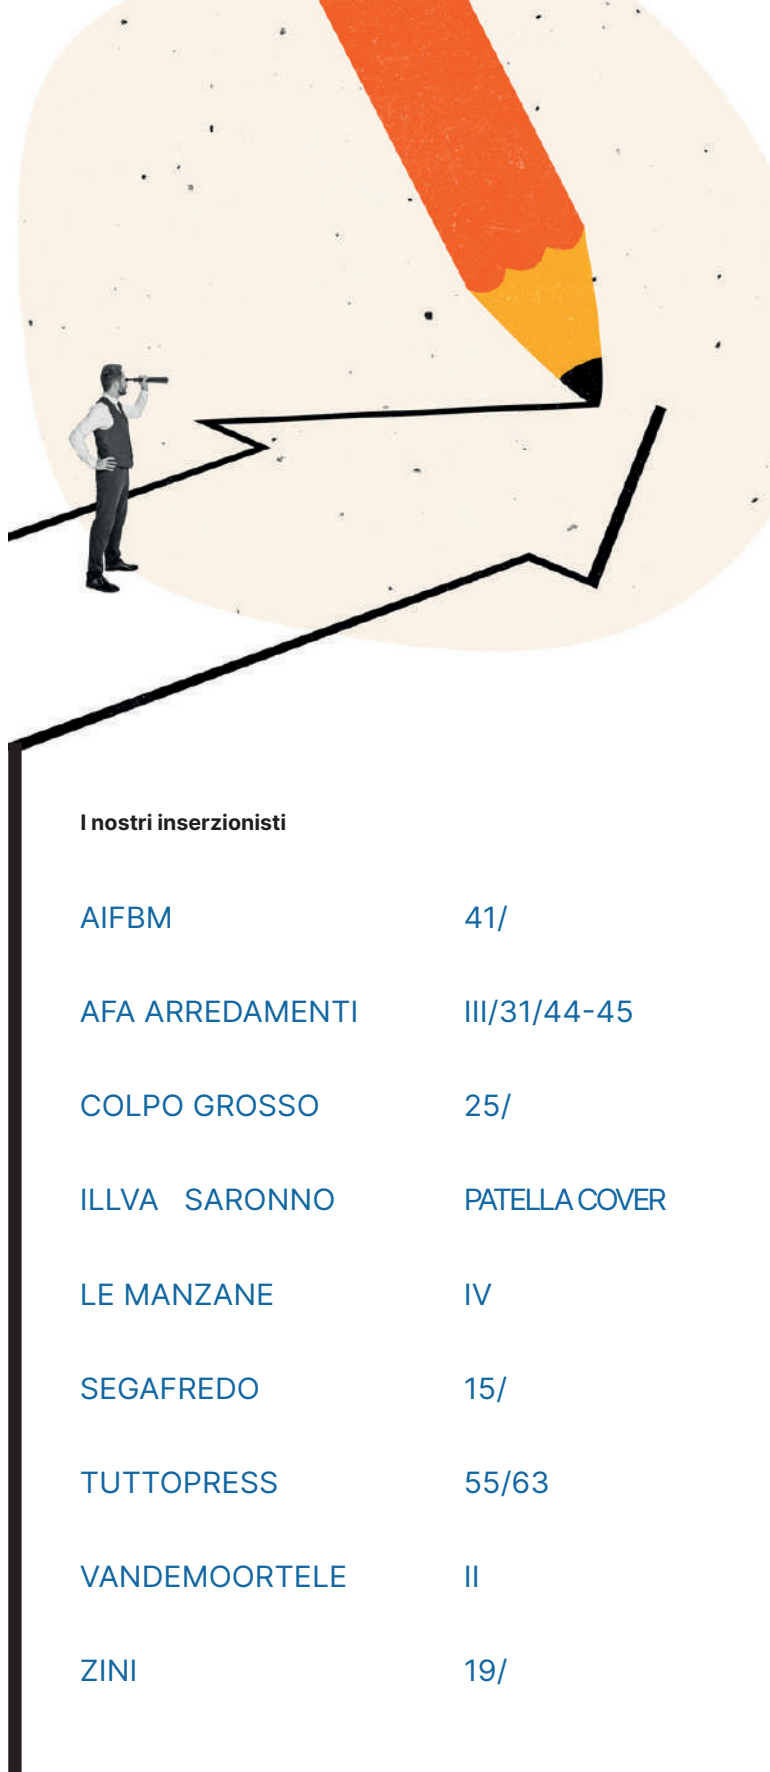 I nostri inserzionisti
AIFBM 41/
AFA ARREDAMENTI III/31/44-45
COLPO GROSSO 25/
ILLVA SARONNO PATELLA COVER
LE MANZANE IV
SEGAFREDO 15/
TUTTOPRESS 55/63
VANDEMOORTELE II
ZINI 19/